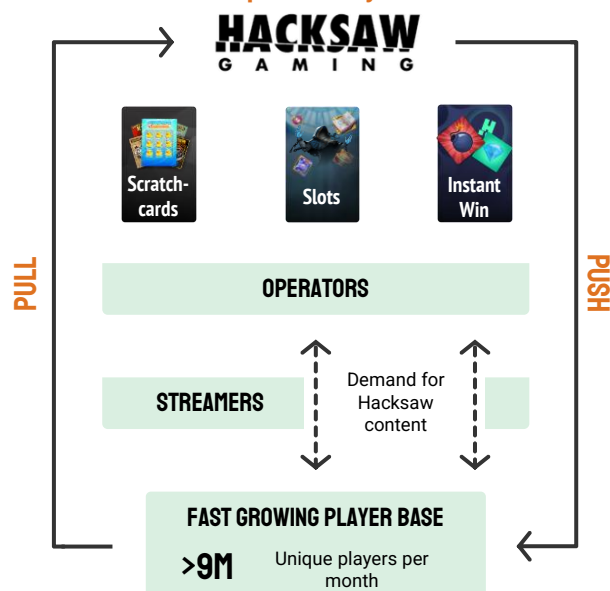 HACKSAW
GAMING
Scratch-
cards
Slots
Instant
Win
PULL
PUSH
OPERATORS
STREAMERS
Demand for
Hacksaw
content
FAST GROWING PLAYER BASE
>9M
Unique players per
month